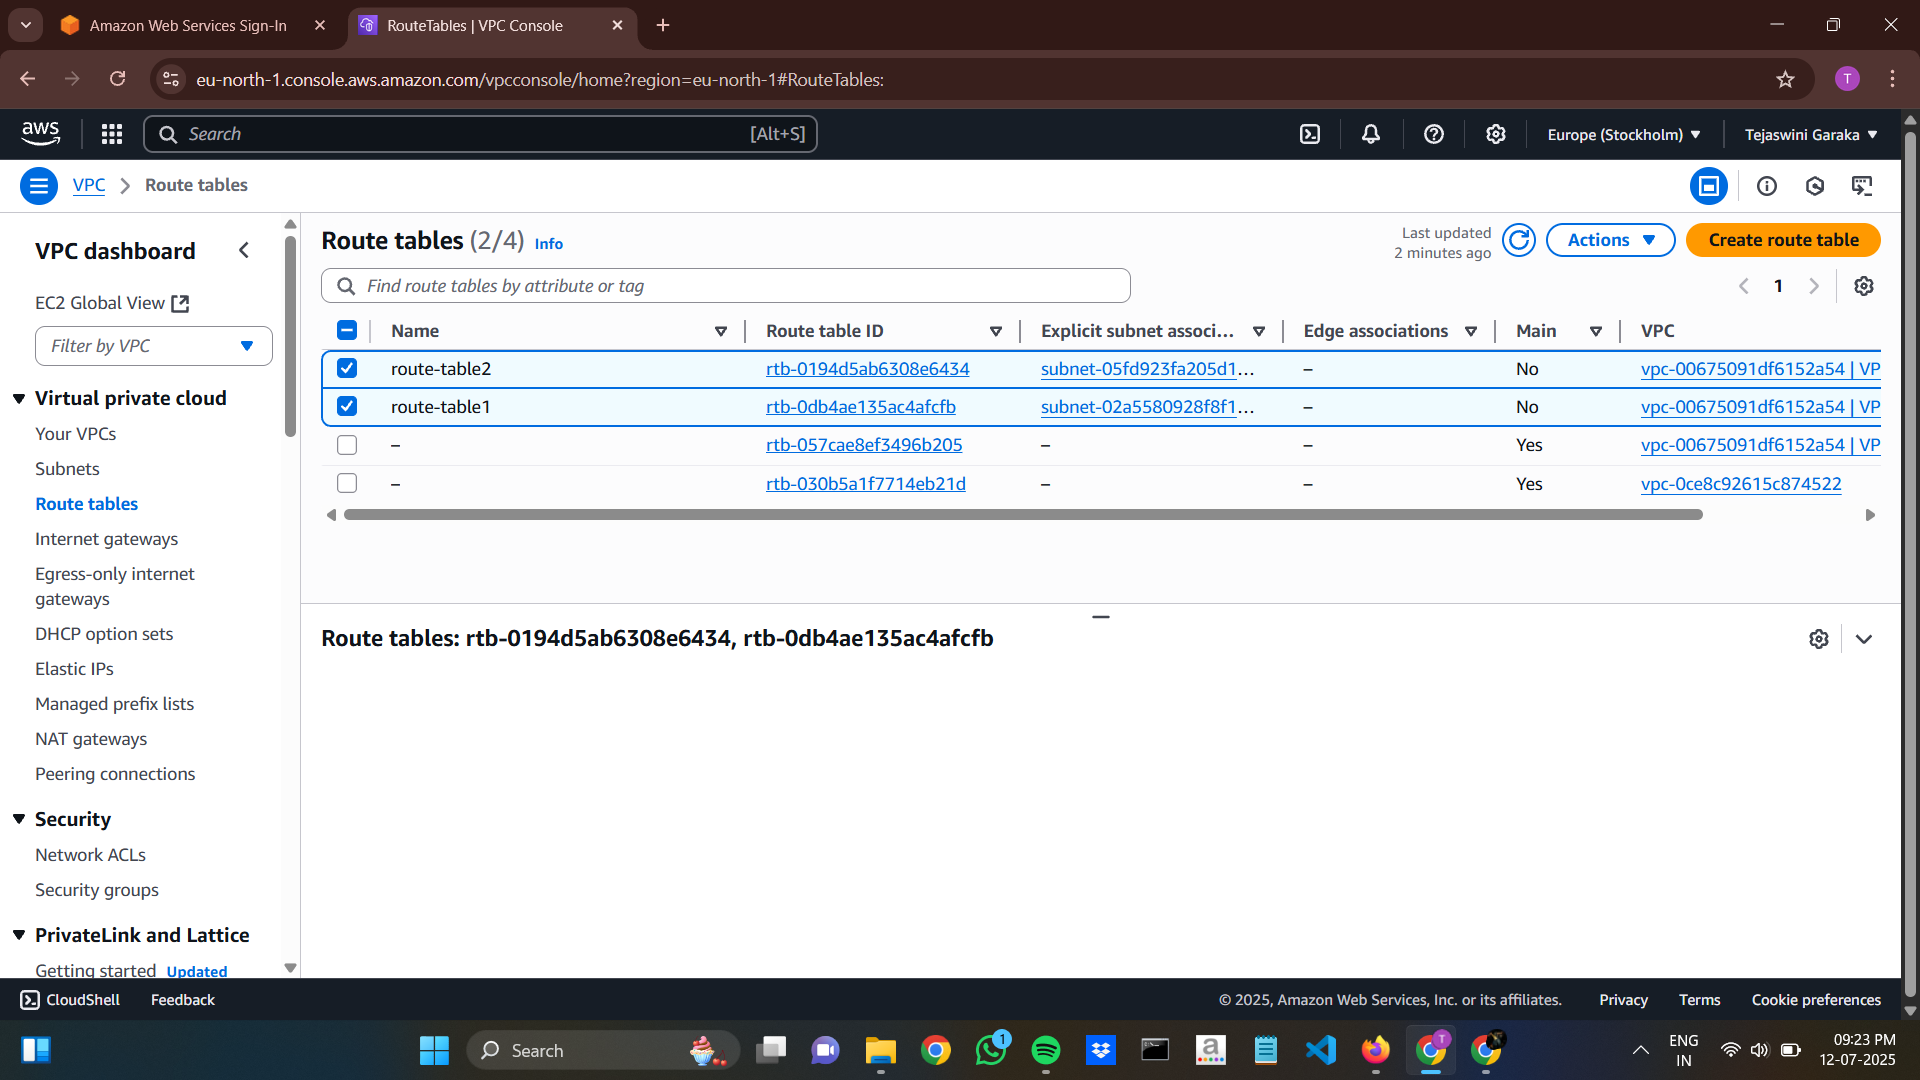 Amazon Web Services Sign-In
RouteTables | VPC Console
eu-north-1.console.aws.amazon.com/vpcconsole/home?region=eu-north-1#RouteTables:
T
aws
Search
[Alt+S]
Europe (Stockholm)
Tejaswini Garaka
VPC
Route tables
VPC dashboard
EC2 Global View
Filter by VPC
Virtual private cloud
Your VPCs
Subnets
Route tables
Internet gateways
Egress-only internet
gateways
DHCP option sets
Elastic IPs
Managed prefix lists
NAT gateways
Peering connections
Security
Network ACLs
Security groups
PrivateLink and Lattice
Getting started Updated
Route tables (2/4) Info
Last updated
2 minutes ago
Actions
Create route table
Find route tables by attribute or tag
1
Name Route table ID Explicit subnet associ... Edge associations Main VPC
route-table2 rtb-0194d5ab6308e6434 subnet-05fd923fa205d1... – No vpc-00675091df6152a54 | VP
route-table1 rtb-0db4ae135ac4afcfb subnet-02a5580928f8f1... – No vpc-00675091df6152a54 | VP
– rtb-057cae8ef3496b205 – – Yes vpc-00675091df6152a54 | VP
– rtb-030b5a1f7714eb21d – – Yes vpc-0ce8c92615c874522
Route tables: rtb-0194d5ab6308e6434, rtb-0db4ae135ac4afcfb
CloudShell Feedback
© 2025, Amazon Web Services, Inc. or its affiliates. Privacy Terms Cookie preferences
Search
1
a
T
ENG
IN
09:23 PM
12-07-2025